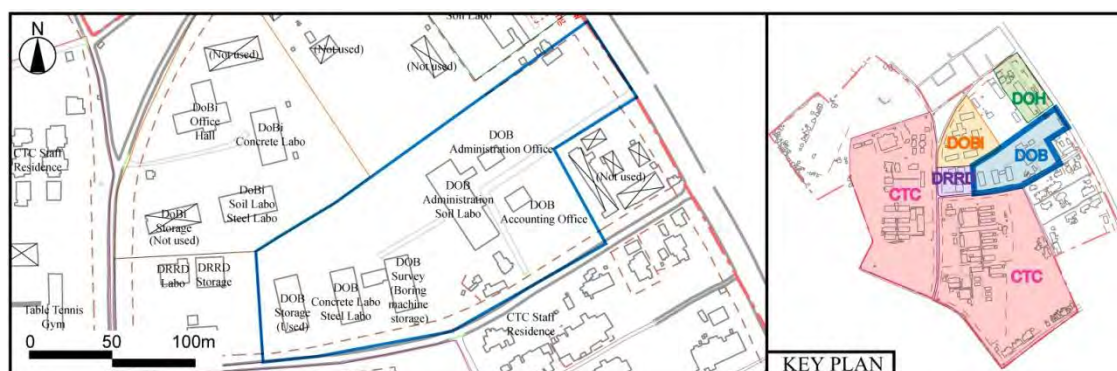 N
Soil Labo
(Not used)
(Not used)
(Not used)
DoBi
Office
Hall
DoBi
Concrete Labo
CTC Staff
Residence
DOB
Administration Office
(Not used)
DOB
Administration
Soil Labo
DoBi
Soil Labo
Steel Labo
DOB
Accounting Office
DoBi
Storage
(Not used)
DRRD
Labo
DRRD
Storage
DOB
Storage
(Used)
DOB
Concrete Labo
Steel Labo
DOB
Survey
(Boring
machine
storage)
Table Tennis
Gym
CTC Staff
Residence
0 50 100m
DOH
DOBI
DOB
DRRD
CTC
CTC
KEY PLAN